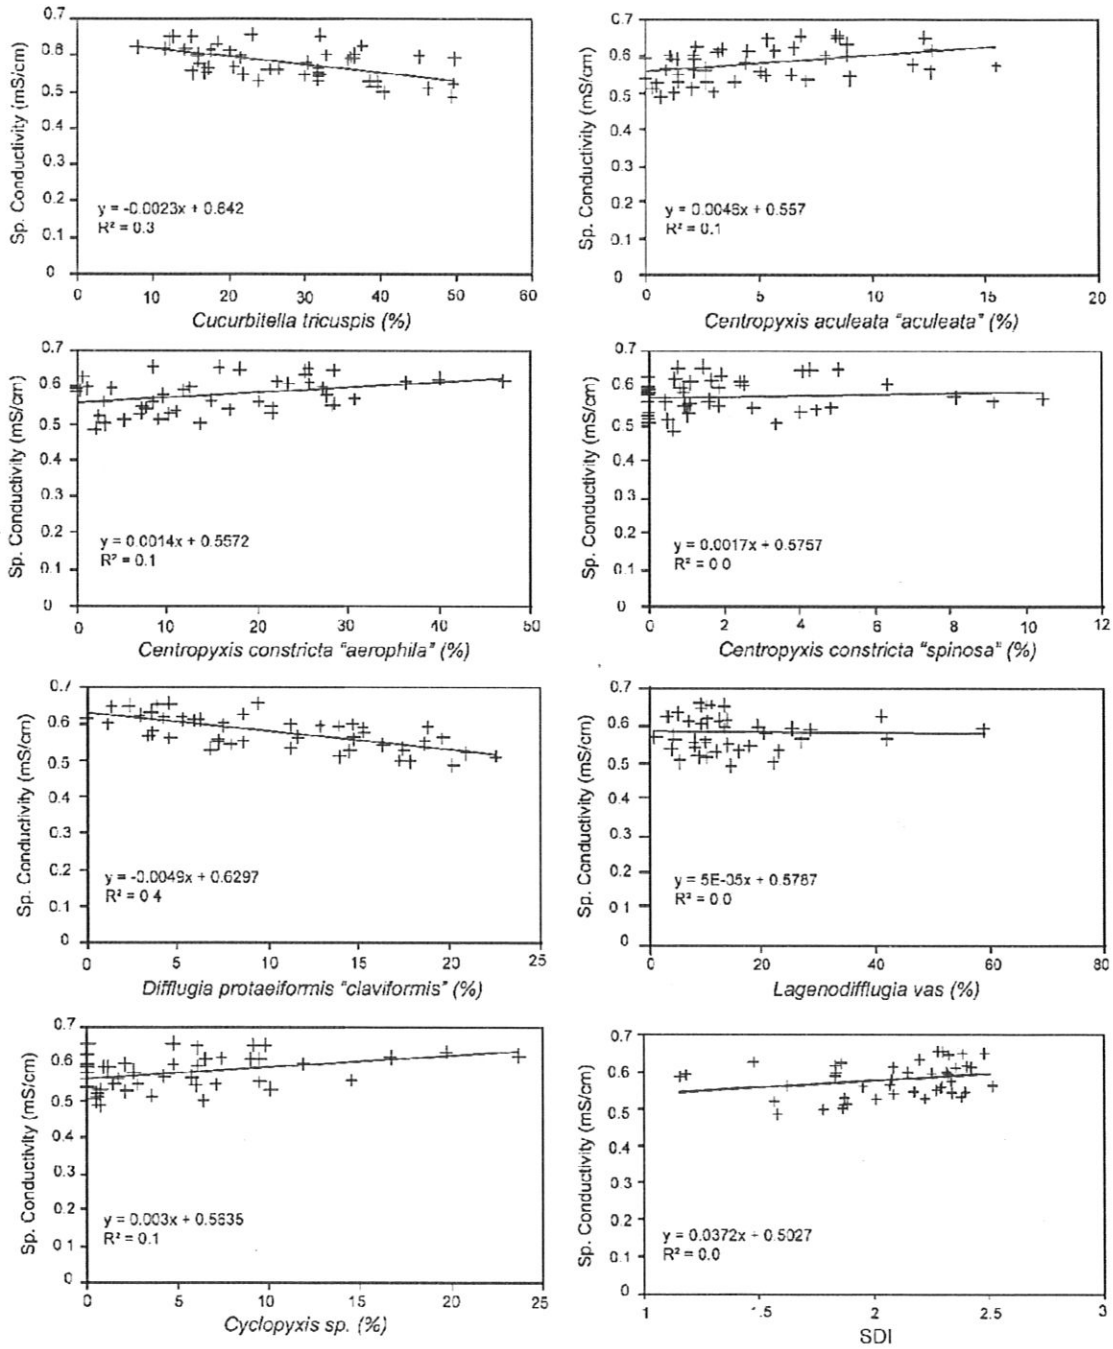 Sp. Conductivity (mS/cm)
0.7
0.6
0.5
0.4
0.3
0.2
0.1
0
y = -0.0023x + 0.642
R² = 0.3
0 10 20 30 40 50 60
Cucurbitella tricuspis (%)
Sp. Conductivity (mS/cm)
0.7
0.6
0.5
0.4
0.3
0.2
0.1
0
y = 0.0048x + 0.557
R² = 0.1
0 5 10 15 20
Centropyxis aculeata "aculeata" (%)
Sp. Conductivity (mS/cm)
0.7
0.6
0.5
0.4
0.3
0.2
0.1
0
y = 0.0014x + 0.5572
R² = 0.1
0 10 20 30 40 50
Centropyxis constricta "aerophila" (%)
Sp. Conductivity (mS/cm)
0.7
0.6
0.5
0.4
0.3
0.2
0.1
0
y = 0.0017x + 0.5757
R² = 0.0
0 2 4 6 8 10 12
Centropyxis constricta "spinosa" (%)
Sp. Conductivity (mS/cm)
0.7
0.6
0.5
0.4
0.3
0.2
0.1
0
y = -0.0049x + 0.6297
R² = 0.4
0 5 10 15 20 25
Difflugia protaeiformis "claviformis" (%)
Sp. Conductivity (mS/cm)
0.7
0.6
0.5
0.4
0.3
0.2
0.1
0
y = 5E-05x + 0.5787
R² = 0.0
0 20 40 60 80
Lagenodifflugia vas (%)
Sp. Conductivity (mS/cm)
0.7
0.6
0.5
0.4
0.3
0.2
0.1
0
y = 0.003x + 0.5635
R² = 0.1
0 5 10 15 20 25
Cyclopyxis sp. (%)
Sp. Conductivity (mS/cm)
0.7
0.6
0.5
0.4
0.3
0.2
0.1
0
y = 0.0372x + 0.5027
R² = 0.0
1 1.5 2 2.5 3
SDI